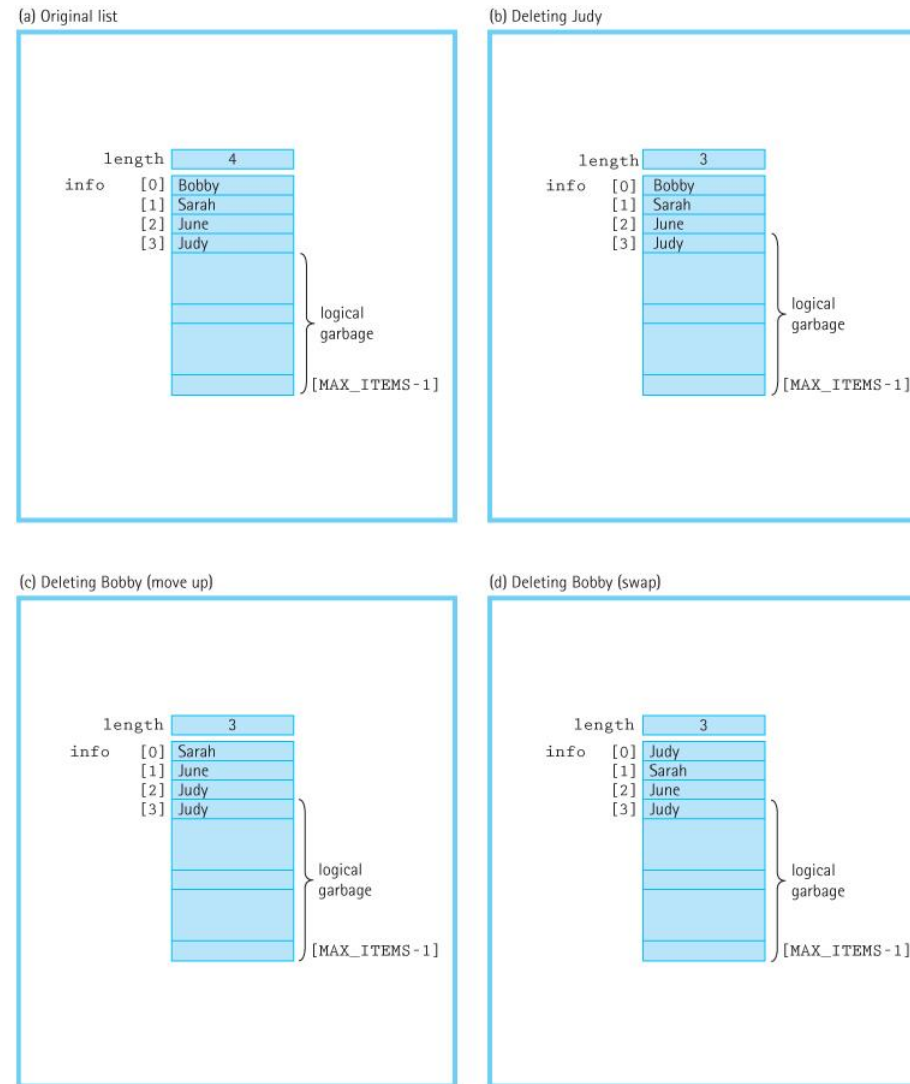 (a) Original list
length 4
info [0] Bobby
[1] Sarah
[2] June
[3] Judy
logical
garbage
[MAX_ITEMS-1]
(b) Deleting Judy
length 3
info [0] Bobby
[1] Sarah
[2] June
[3] Judy
logical
garbage
[MAX_ITEMS-1]
(c) Deleting Bobby (move up)
length 3
info [0] Sarah
[1] June
[2] Judy
[3] Judy
logical
garbage
[MAX_ITEMS-1]
(d) Deleting Bobby (swap)
length 3
info [0] Judy
[1] Sarah
[2] June
[3] Judy
logical
garbage
[MAX_ITEMS-1]